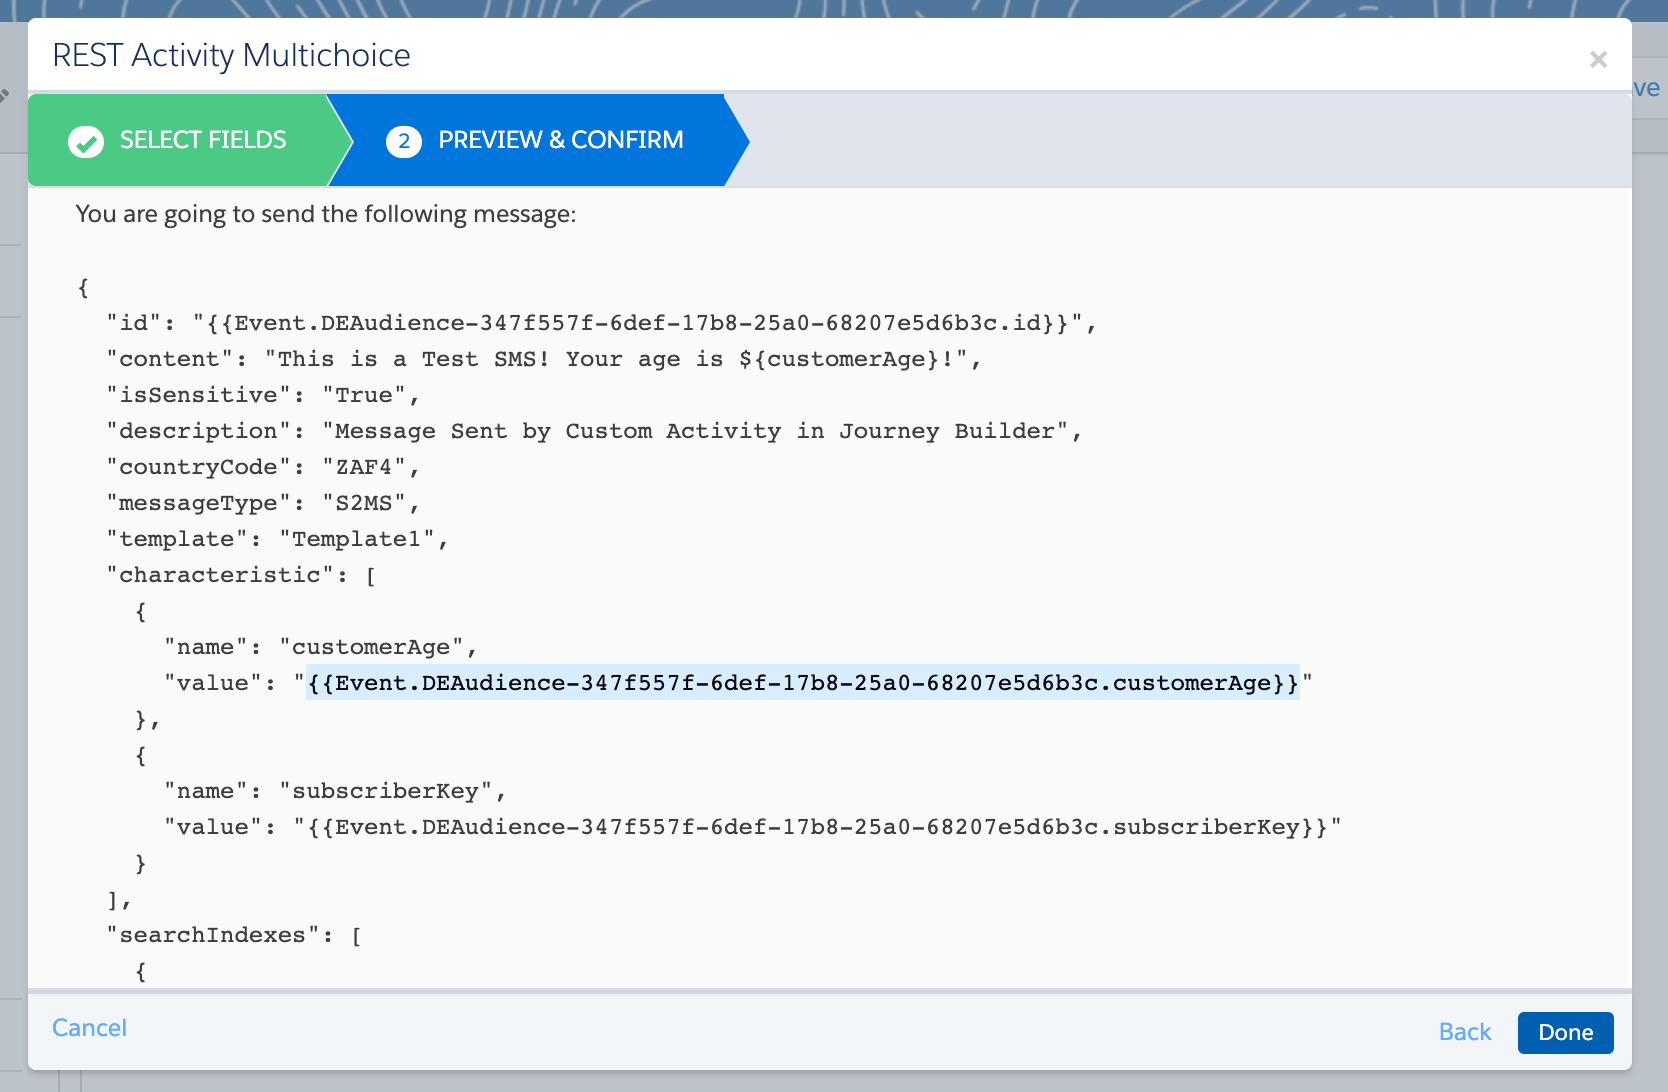 REST Activity Multichoice
×
ve
SELECT FIELDS
2 PREVIEW & CONFIRM
You are going to send the following message:
{
  "id": "{{Event.DEAudience-347f557f-6def-17b8-25a0-68207e5d6b3c.id}}",
  "content": "This is a Test SMS! Your age is ${customerAge}!",
  "isSensitive": "True",
  "description": "Message Sent by Custom Activity in Journey Builder",
  "countryCode": "ZAF4",
  "messageType": "S2MS",
  "template": "Template1",
  "characteristic": [
    {
      "name": "customerAge",
      "value": "{{Event.DEAudience-347f557f-6def-17b8-25a0-68207e5d6b3c.customerAge}}"
    },
    {
      "name": "subscriberKey",
      "value": "{{Event.DEAudience-347f557f-6def-17b8-25a0-68207e5d6b3c.subscriberKey}}"
    }
  ],
  "searchIndexes": [
    {
Cancel
Back
Done